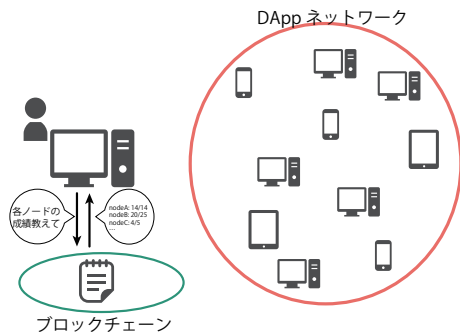 DApp ネットワーク
各ノードの
成績教えて
nodeA: 14/14
nodeB: 20/25
nodeC: 4/5
...
ブロックチェーン